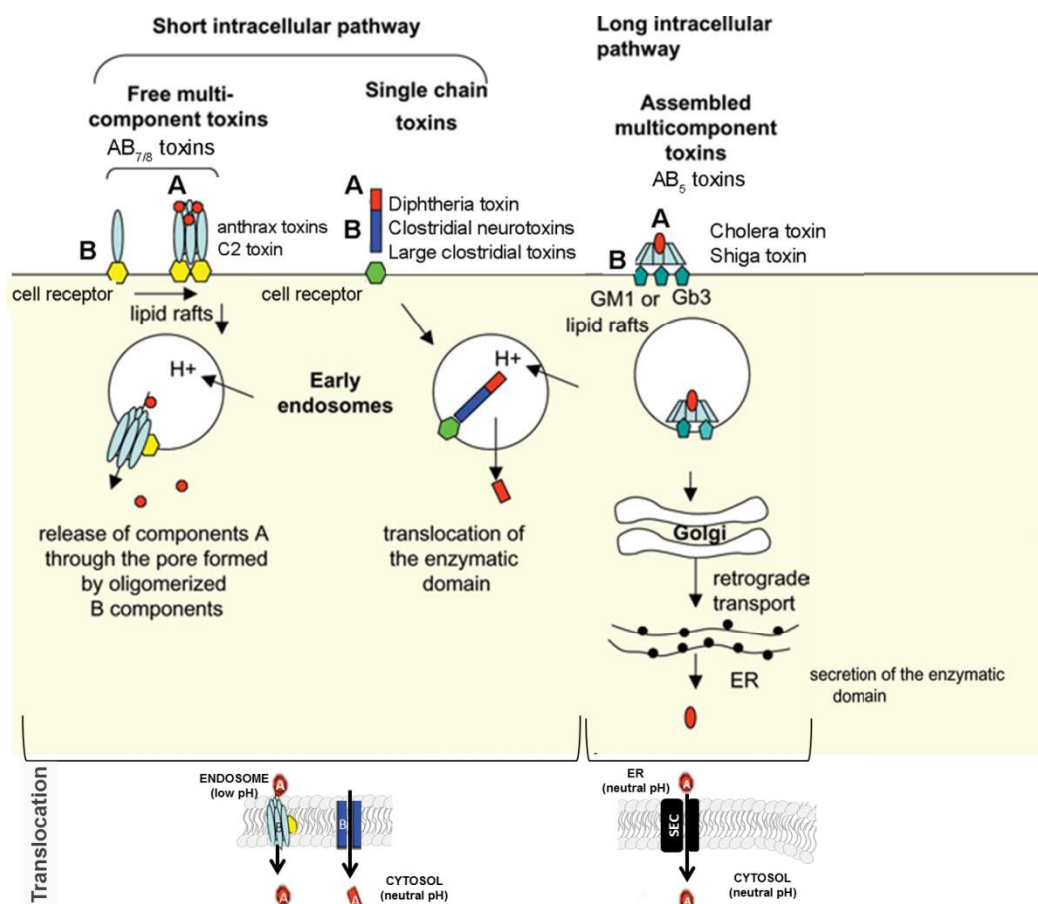 Short intracellular pathway
Long intracellular
pathway
Free multi-
component toxins
AB7/8 toxins
Single chain
toxins
Assembled
multicomponent
toxins
AB5 toxins
A
B
anthrax toxins
C2 toxin
A
B
Diphtheria toxin
Clostridial neurotoxins
Large clostridial toxins
A
B
Cholera toxin
Shiga toxin
cell receptor
lipid rafts
cell receptor
GM1 or Gb3
lipid rafts
H+
Early
endosomes
H+
release of components A
through the pore formed
by oligomerized
B components
translocation of
the enzymatic
domain
Golgi
retrograde
transport
ER
secretion of the enzymatic
domain
Translocation
ENDOSOME
(low pH)
A
B
B
A
A
CYTOSOL
(neutral pH)
ER
(neutral pH)
A
SEC
A
CYTOSOL
(neutral pH)